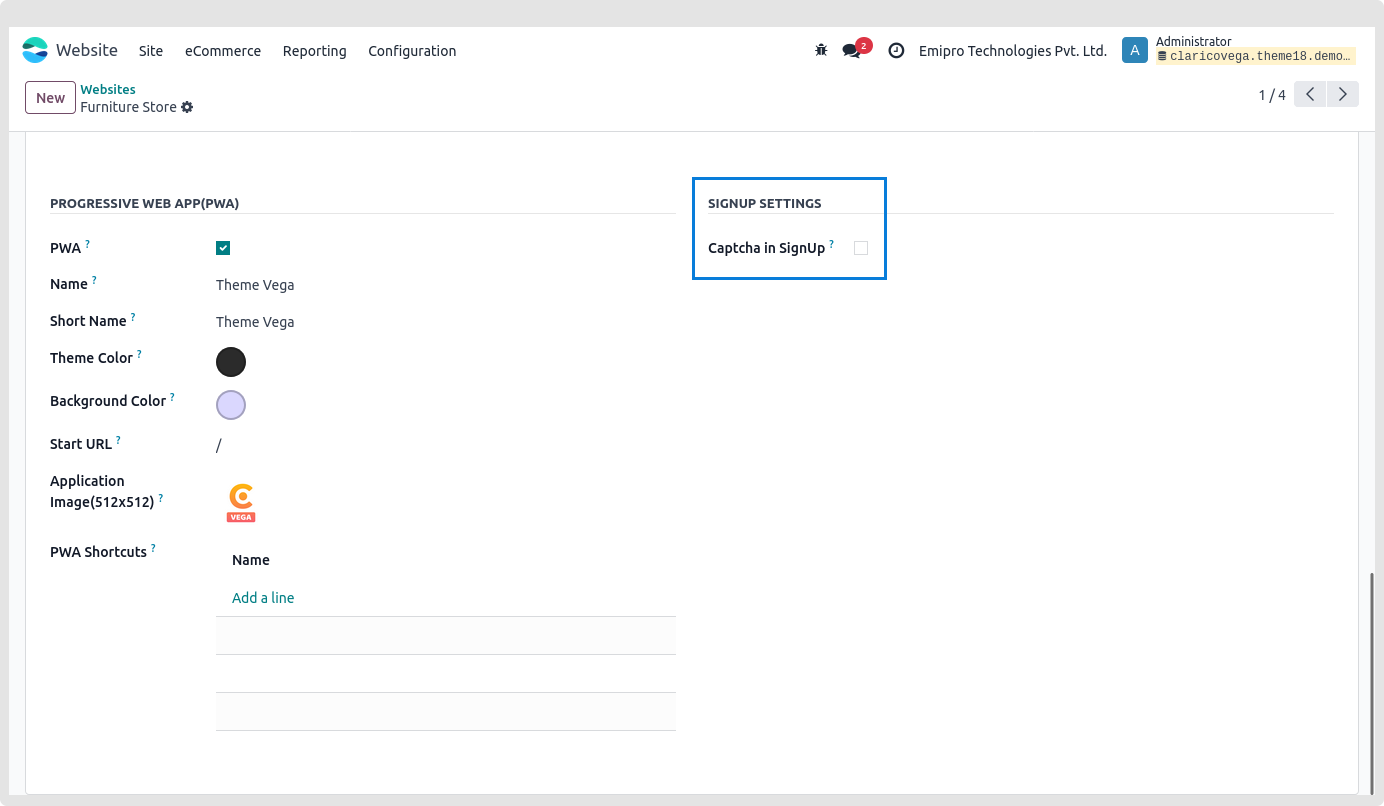 Website Site eCommerce Reporting Configuration 2 Emipro Technologies Pvt. Ltd. A Administrator
claricovega.theme18.demo…
New Websites
Furniture Store
1 / 4
PROGRESSIVE WEB APP(PWA)
PWA ?
Name ? Theme Vega
Short Name ? Theme Vega
Theme Color ?
Background Color ?
Start URL ? /
Application
Image(512x512) ?
VEGA
PWA Shortcuts ?
Name
Add a line
SIGNUP SETTINGS
Captcha in SignUp ?